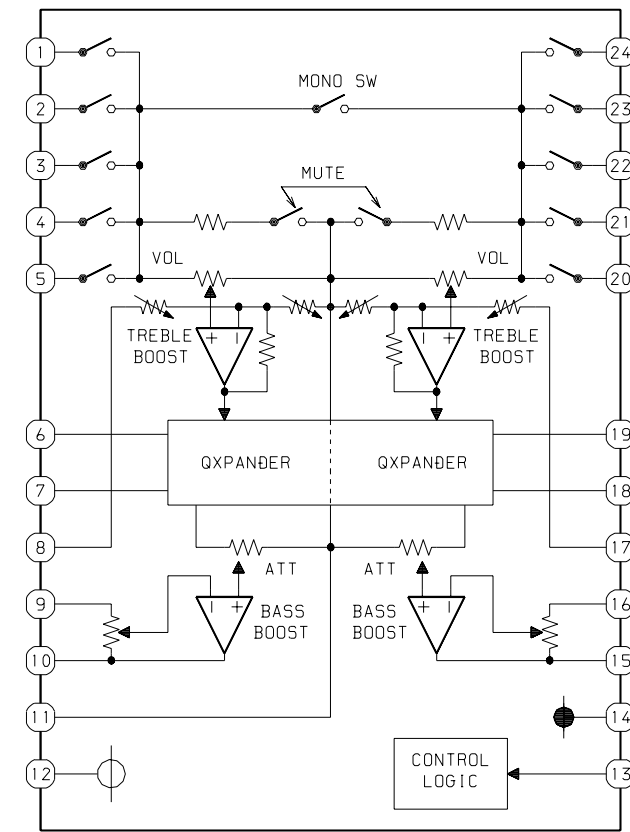 1
24
MONO SW
2
23
3
22
MUTE
4
21
VOL
VOL
5
20
TREBLE
BOOST
+
−
−
+
TREBLE
BOOST
6
19
QXPANDER
QXPANDER
7
18
8
17
ATT
ATT
9
16
−
+
BASS
BOOST
BASS
BOOST
+
−
10
15
11
14
CONTROL
LOGIC
12
13